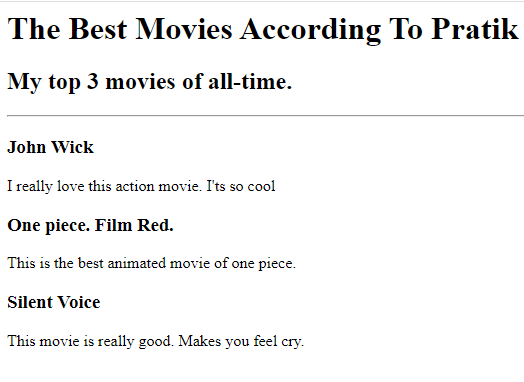 The Best Movies According To Pratik
My top 3 movies of all-time.
John Wick
I really love this action movie. I'ts so cool
One piece. Film Red.
This is the best animated movie of one piece.
Silent Voice
This movie is really good. Makes you feel cry.